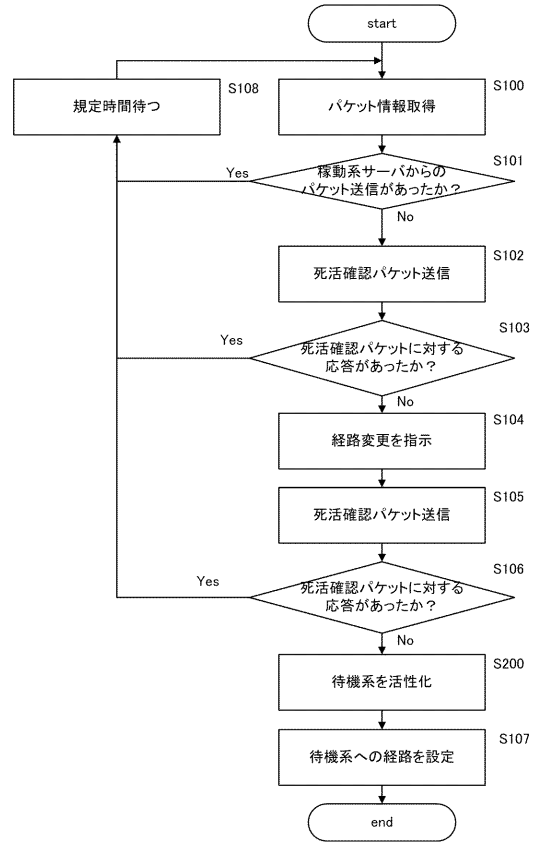 start
S108
規定時間待つ
S100
パケット情報取得
S101
稼動系サーバからの
パケット送信があったか?
Yes
No
S102
死活確認パケット送信
S103
死活確認パケットに対する
応答があったか?
Yes
No
S104
経路変更を指示
S105
死活確認パケット送信
S106
死活確認パケットに対する
応答があったか?
Yes
No
S200
待機系を活性化
S107
待機系への経路を設定
end